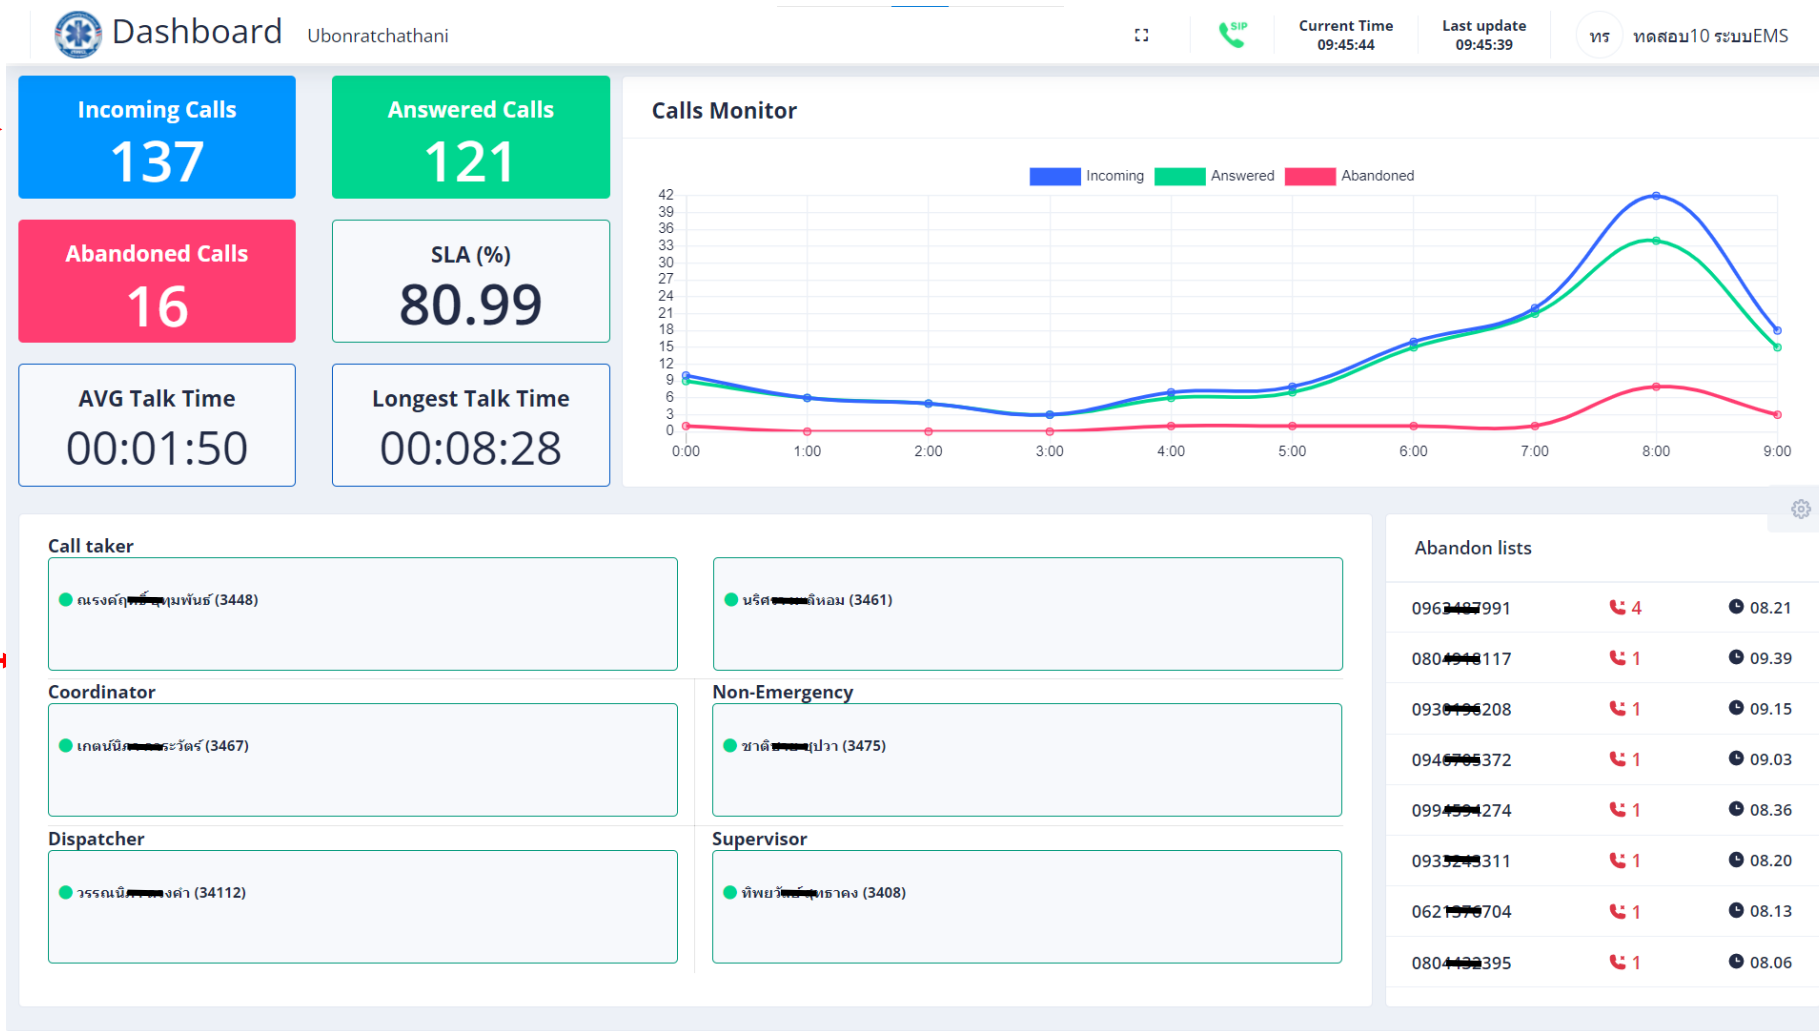 Dashboard Ubonratchathani
SIP
Current Time
09:45:44
Last update
09:45:39
ทร ทดสอบ10 ระบบEMS
Incoming Calls
137
Answered Calls
121
Abandoned Calls
16
SLA (%)
80.99
AVG Talk Time
00:01:50
Longest Talk Time
00:08:28
Calls Monitor
Incoming Answered Abandoned
42
39
36
33
30
27
24
21
18
15
12
9
6
3
0
0:00 1:00 2:00 3:00 4:00 5:00 6:00 7:00 8:00 9:00
Call taker
(3448)
(3461)
Coordinator
(3467)
Non-Emergency
(3475)
Dispatcher
(34112)
Supervisor
(3408)
Abandon lists
4 08.21
1 09.39
1 09.15
1 09.03
1 08.36
1 08.20
1 08.13
1 08.06